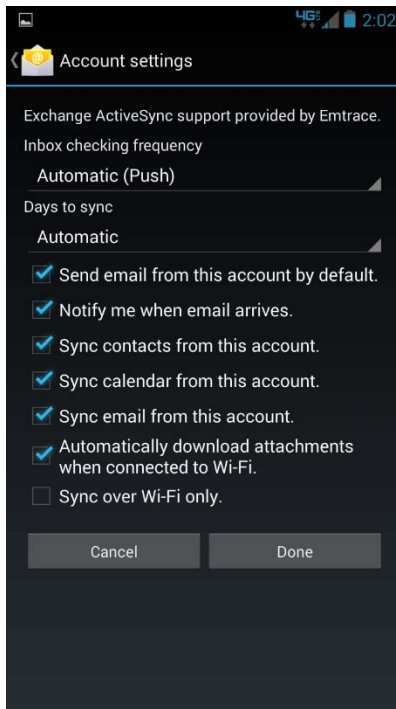 4G 2:02
Account settings
Exchange ActiveSync support provided by Emtrace.
Inbox checking frequency
Automatic (Push)
Days to sync
Automatic
Send email from this account by default.
Notify me when email arrives.
Sync contacts from this account.
Sync calendar from this account.
Sync email from this account.
Automatically download attachments
when connected to Wi-Fi.
Sync over Wi-Fi only.
Cancel Done